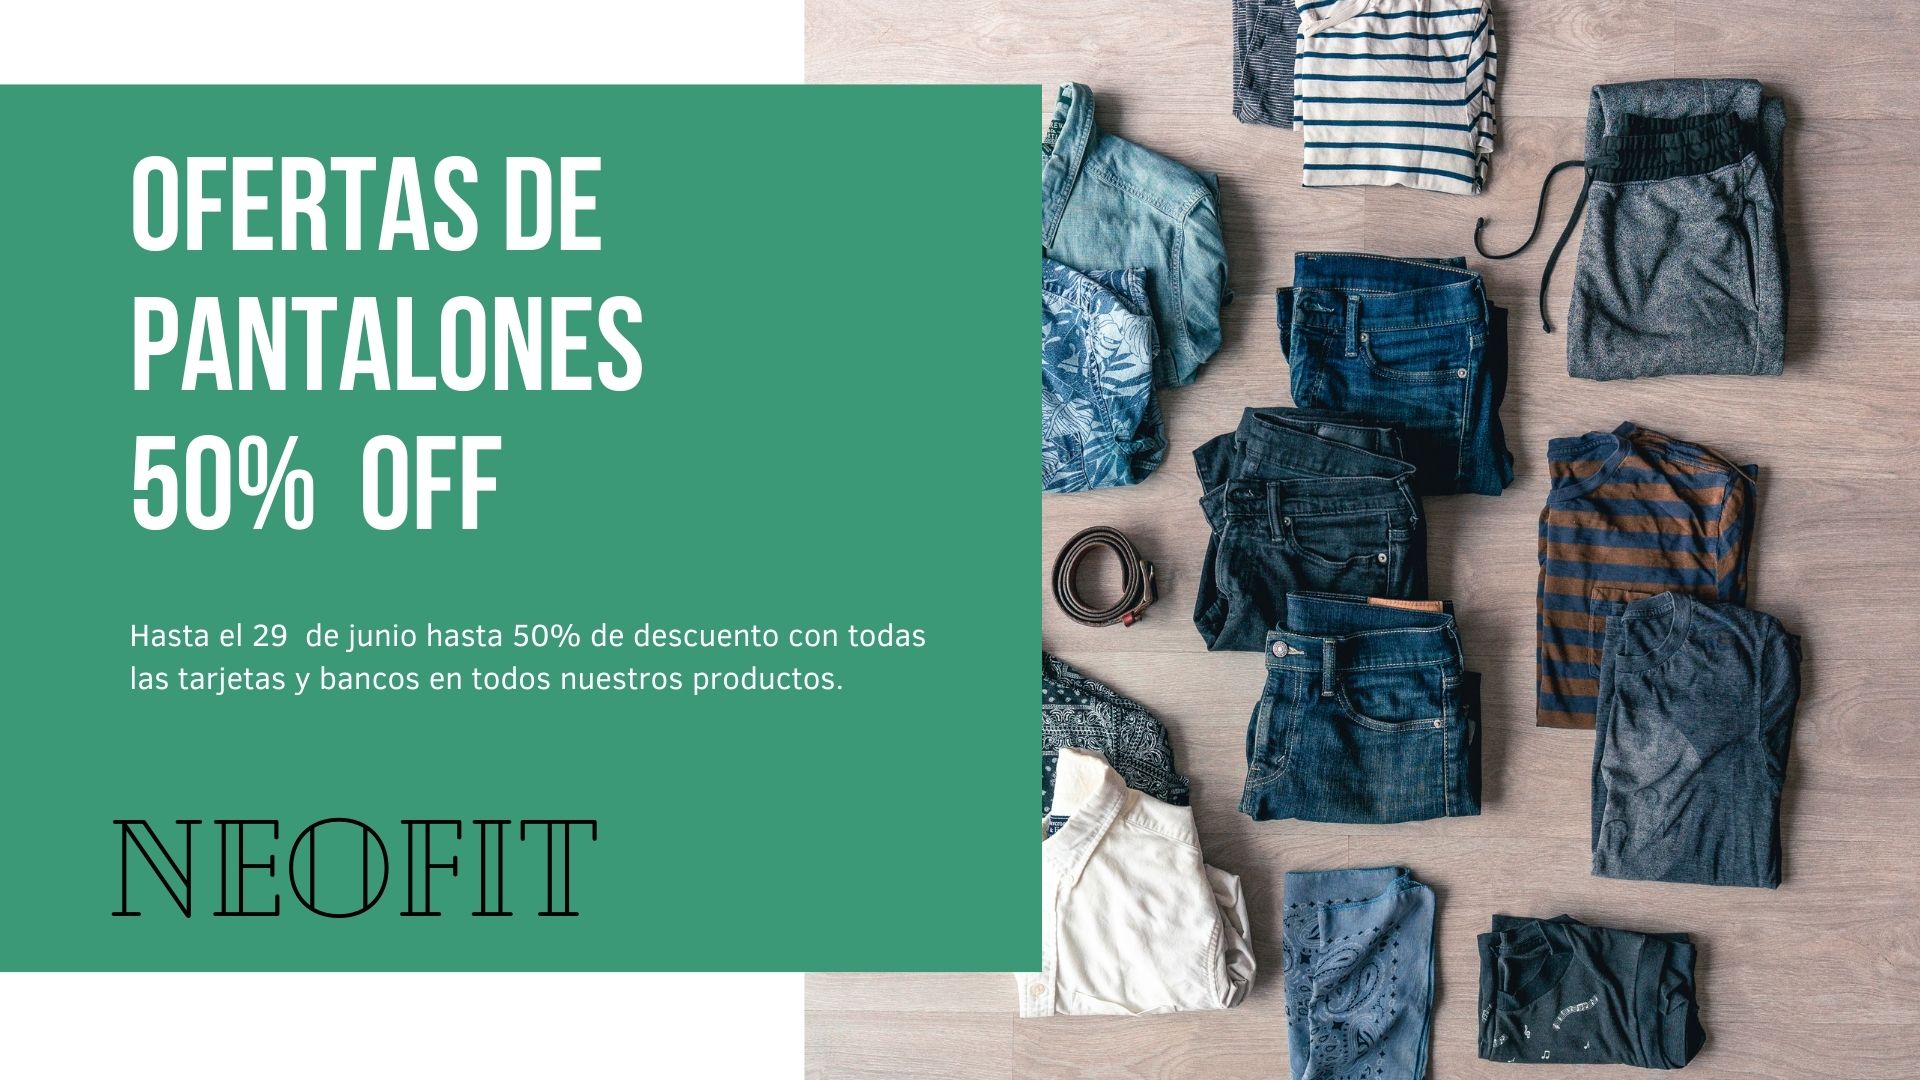 OFERTAS DE
PANTALONES
50%  OFF
Hasta el 29  de junio hasta 50% de descuento con todas
las tarjetas y bancos en todos nuestros productos.
NEOFIT